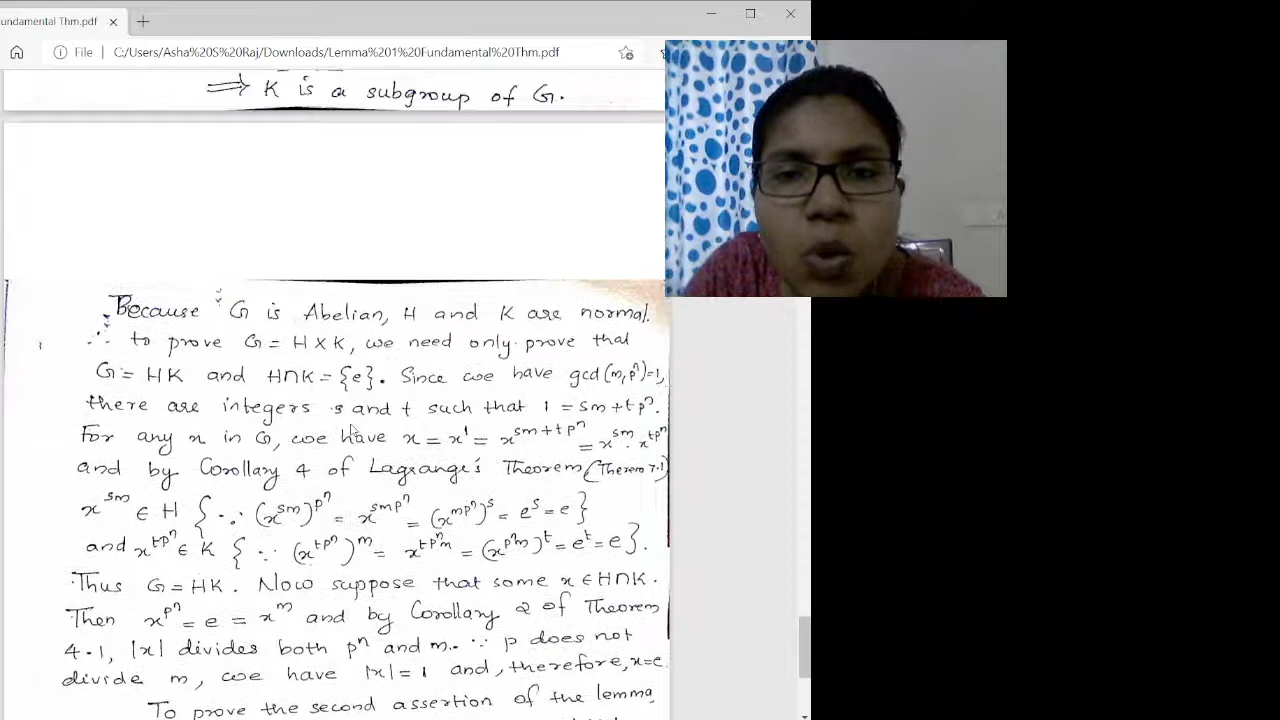 undamental Thm.pdf
File C:/Users/Asha%20S%20Raj/Downloads/Lemma%201%20Fundamental%20Thm.pdf
⟹ K is a subgroup of G.
Because G is Abelian, H and K are normal.
∴ to prove G = H×K, we need only prove that
G = HK and H∩K = {e}. Since we have gcd(m, pⁿ)=1,
there are integers s and t such that 1 = sm + tpⁿ.
For any x in G, we have x = x¹ = x^{sm+tpⁿ} = x^{sm}·x^{tpⁿ}
and by Corollary 4 of Lagrange's Theorem (Theorem 7.1)
x^{sm} ∈ H {∵ (x^{sm})^{pⁿ} = x^{smpⁿ} = (x^{mpⁿ})^s = e^s = e}
and x^{tpⁿ} ∈ K {∵ (x^{tpⁿ})^m = x^{tpⁿm} = (x^{pⁿm})^t = e^t = e}.
Thus G = HK. Now suppose that some x ∈ H∩K.
Then x^{pⁿ} = e = x^m and by Corollary 2 of Theorem
4.1, |x| divides both pⁿ and m. ∵ p does not
divide m, we have |x| = 1 and, therefore, x=e.
To prove the second assertion of the lemma,